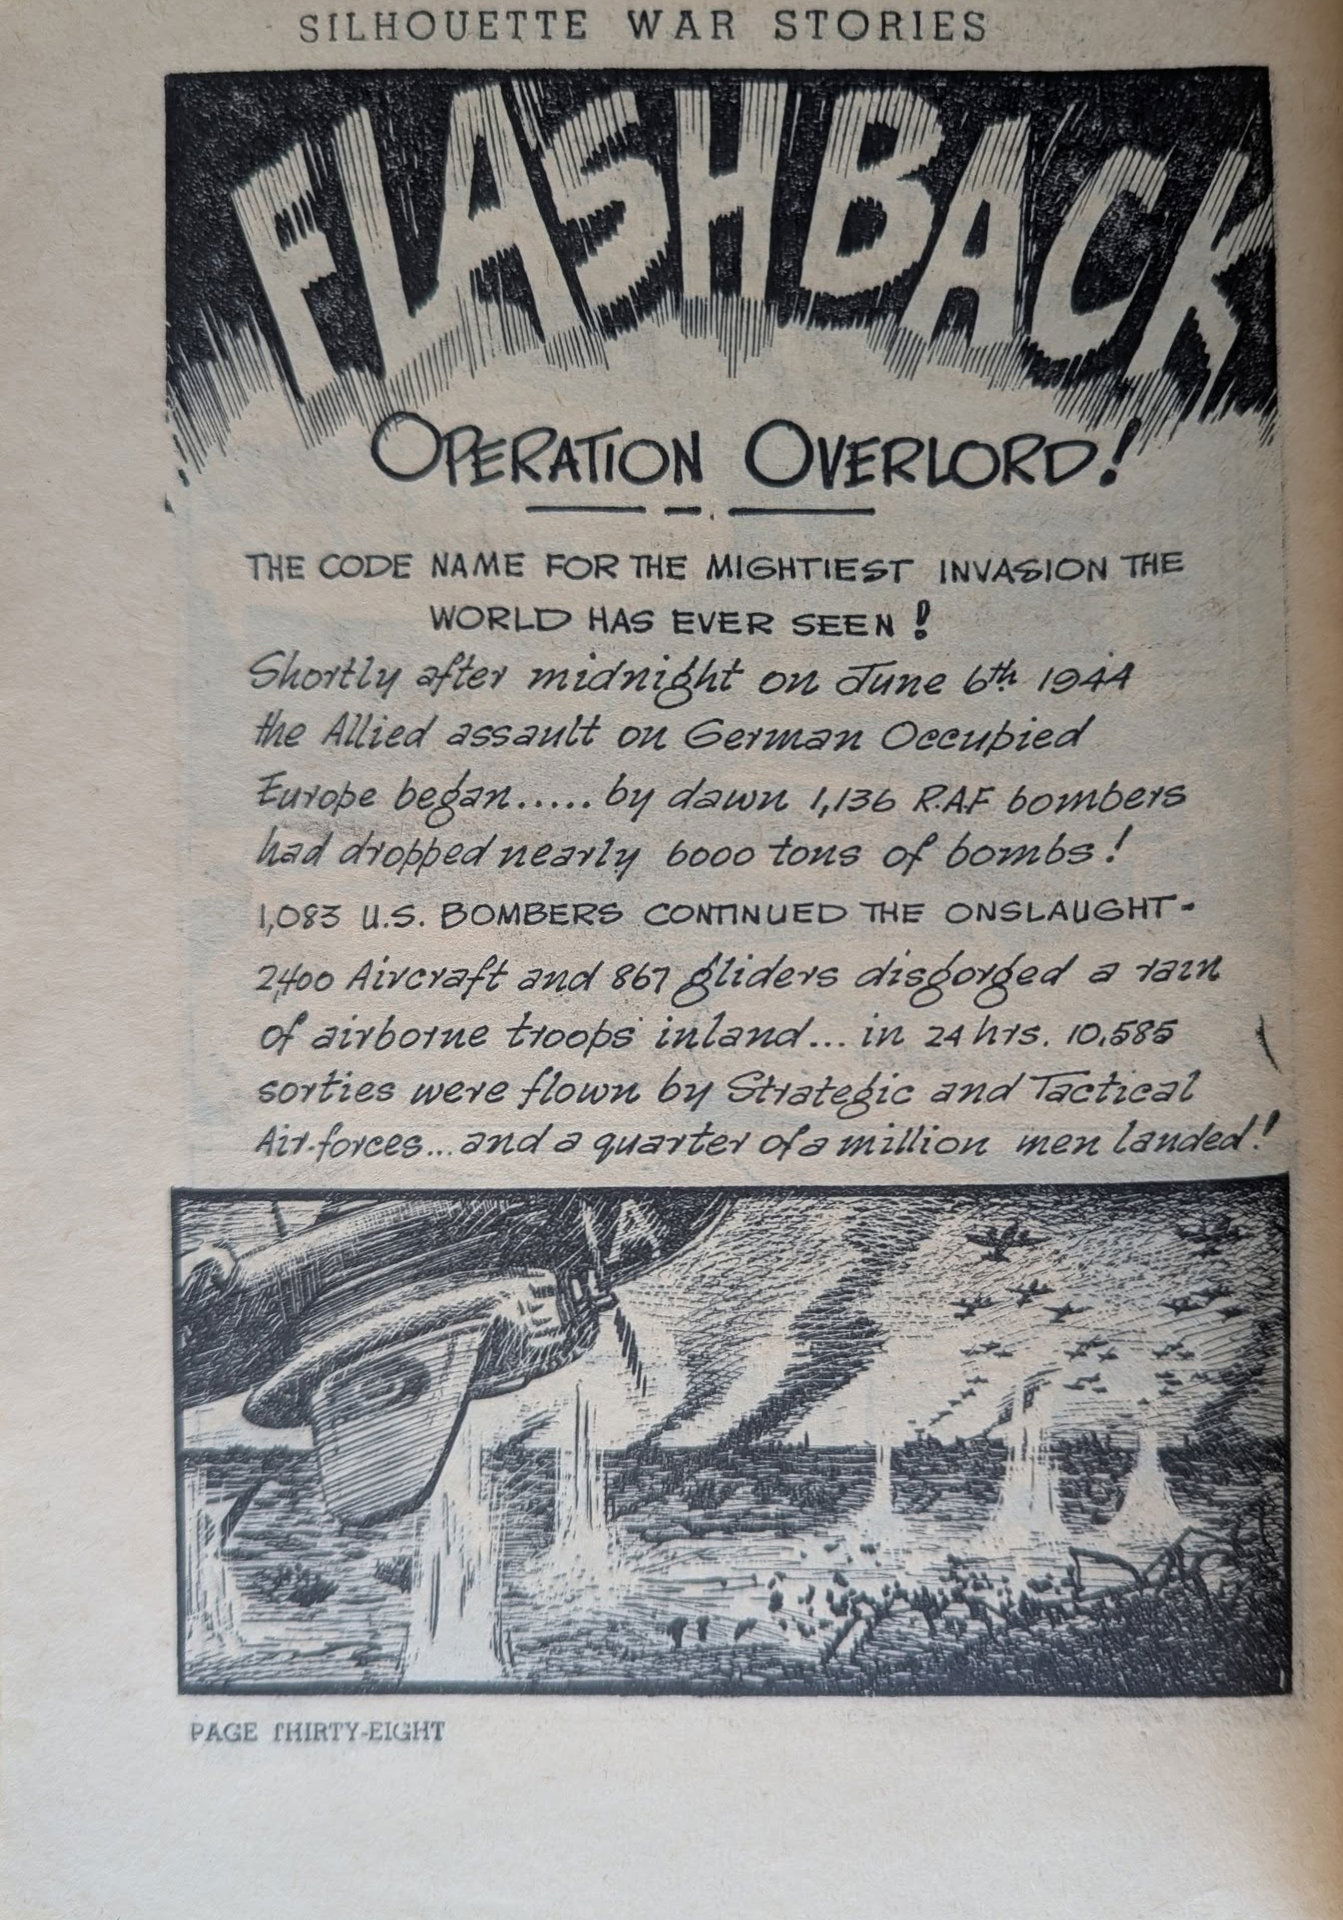 SILHOUETTE WAR STORIES
FLASHBACK
OPERATION OVERLORD!
THE CODE NAME FOR THE MIGHTIEST INVASION THE
WORLD HAS EVER SEEN!
Shortly after midnight on June 6th 1944
the Allied assault on German Occupied
Europe began..... by dawn 1,136 R.A.F bombers
had dropped nearly 6000 tons of bombs!
1,083 U.S. BOMBERS CONTINUED THE ONSLAUGHT-
2,400 Aircraft and 867 gliders disgorged a rain
of airborne troops inland... in 24 hrs. 10,585
sorties were flown by Strategic and Tactical
Air-forces... and a quarter of a million men landed!
A
PAGE THIRTY-EIGHT